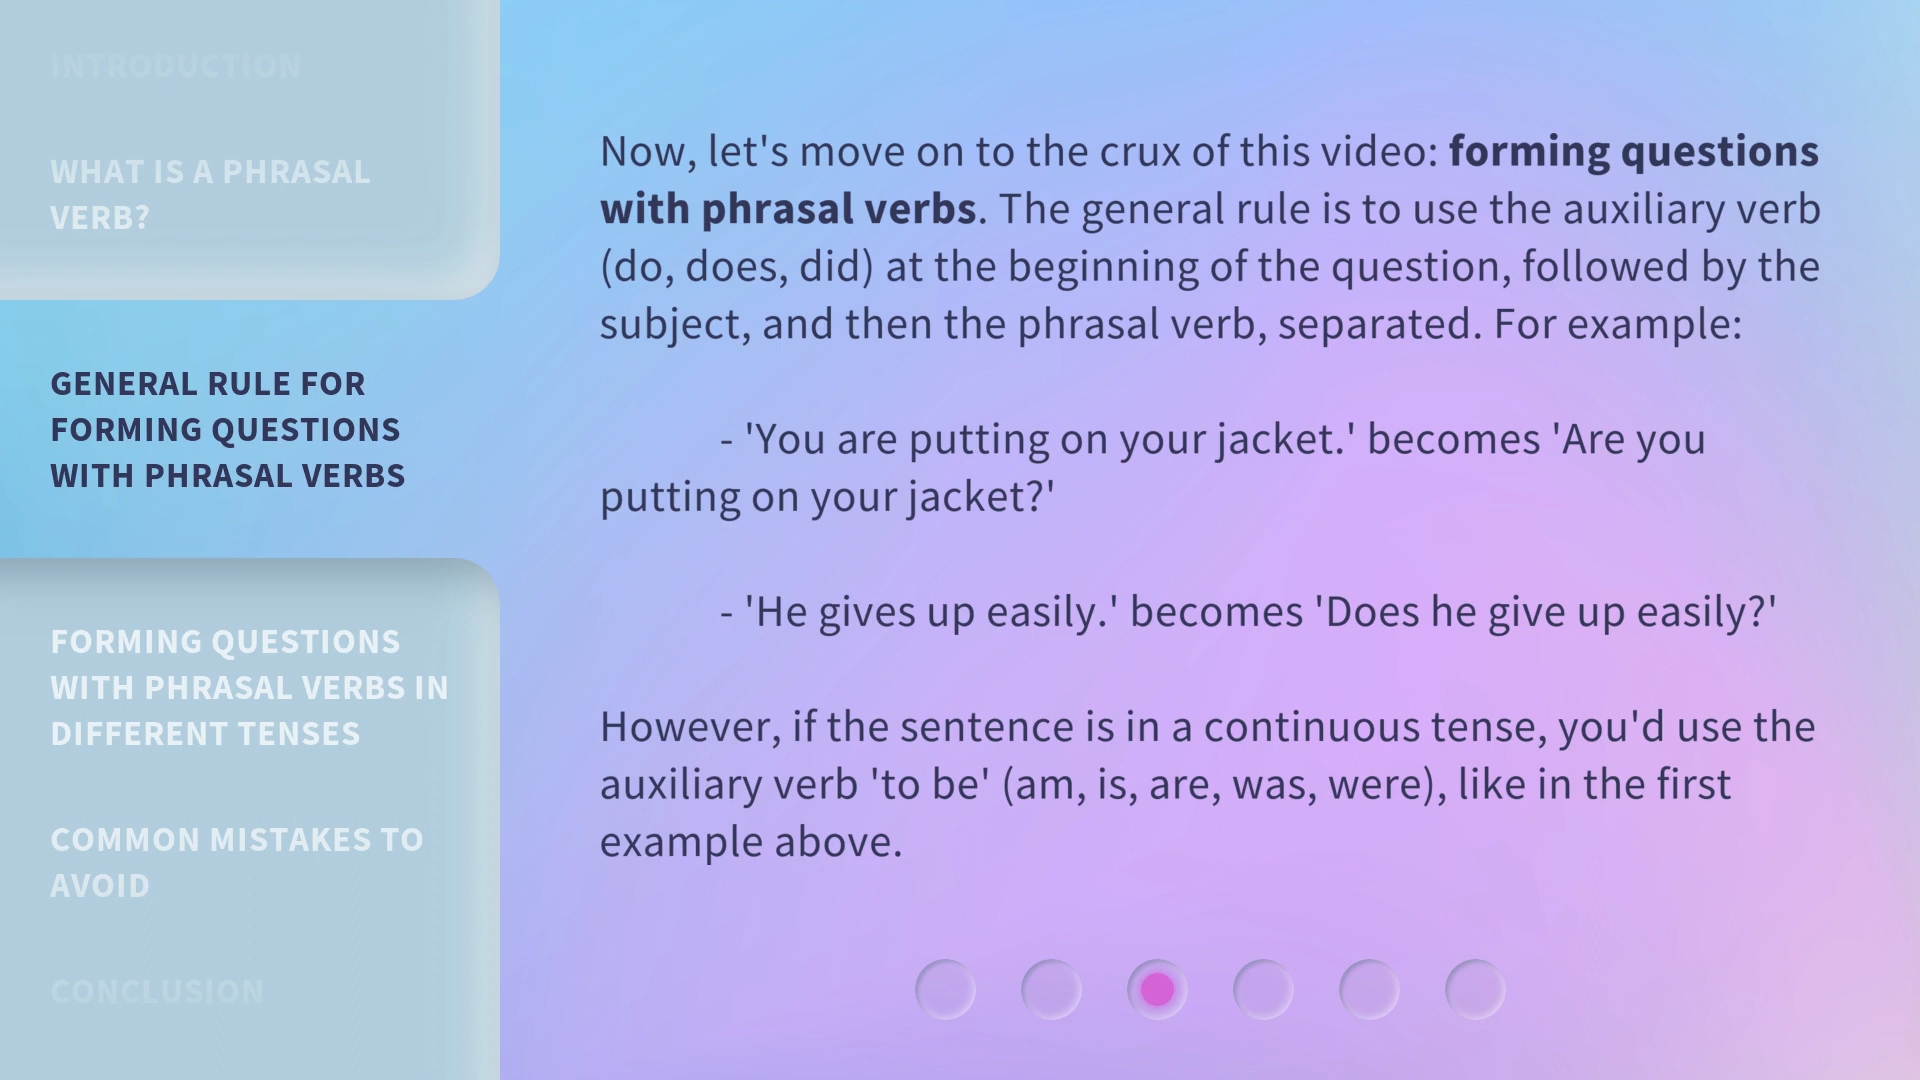 INTRODUCTION
WHAT IS A PHRASAL
VERB?
GENERAL RULE FOR
FORMING QUESTIONS
WITH PHRASAL VERBS
FORMING QUESTIONS
WITH PHRASAL VERBS IN
DIFFERENT TENSES
COMMON MISTAKES TO
AVOID
CONCLUSION
Now, let's move on to the crux of this video: forming questions
with phrasal verbs. The general rule is to use the auxiliary verb
(do, does, did) at the beginning of the question, followed by the
subject, and then the phrasal verb, separated. For example:
- 'You are putting on your jacket.' becomes 'Are you
putting on your jacket?'
- 'He gives up easily.' becomes 'Does he give up easily?'
However, if the sentence is in a continuous tense, you'd use the
auxiliary verb 'to be' (am, is, are, was, were), like in the first
example above.